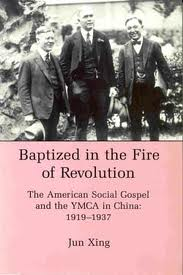 Baptized in the Fire
of Revolution
The American Social Gospel
and the YMCA in China:
1919–1937
Jun Xing